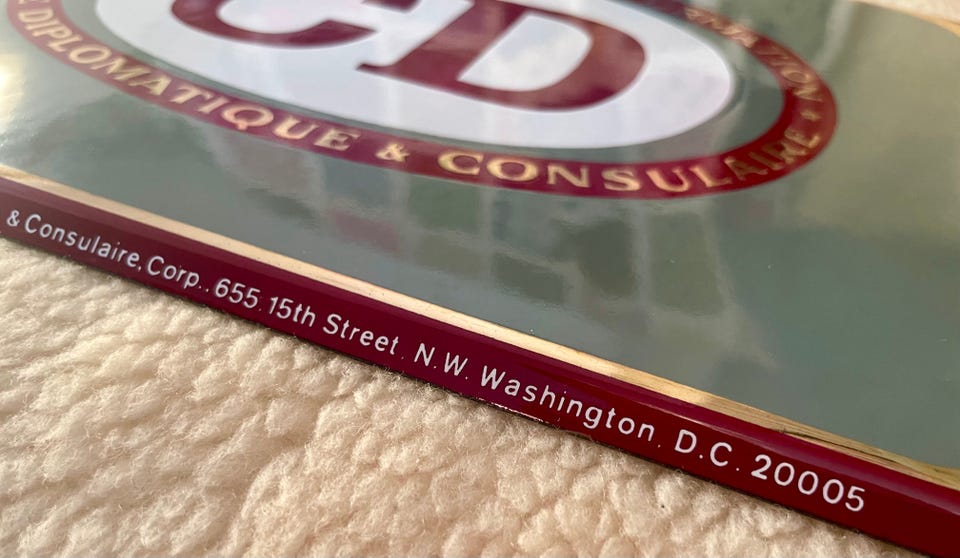 CD
DIPLOMATIQUE & CONSULAIRE
& Consulaire, Corp., 655 15th Street, N.W. Washington, D.C. 20005